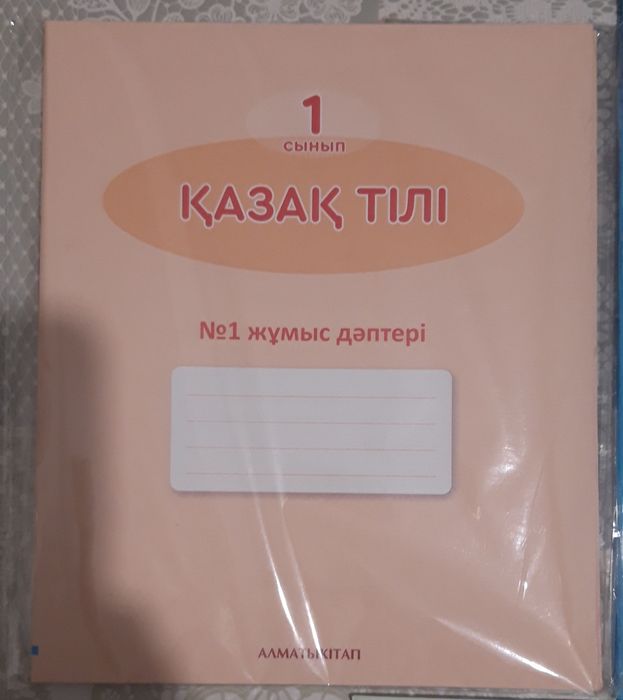 1
СЫНЫП
ҚАЗАҚ ТІЛІ
№1 жұмыс дәптері
АЛМАТЫКІТАП